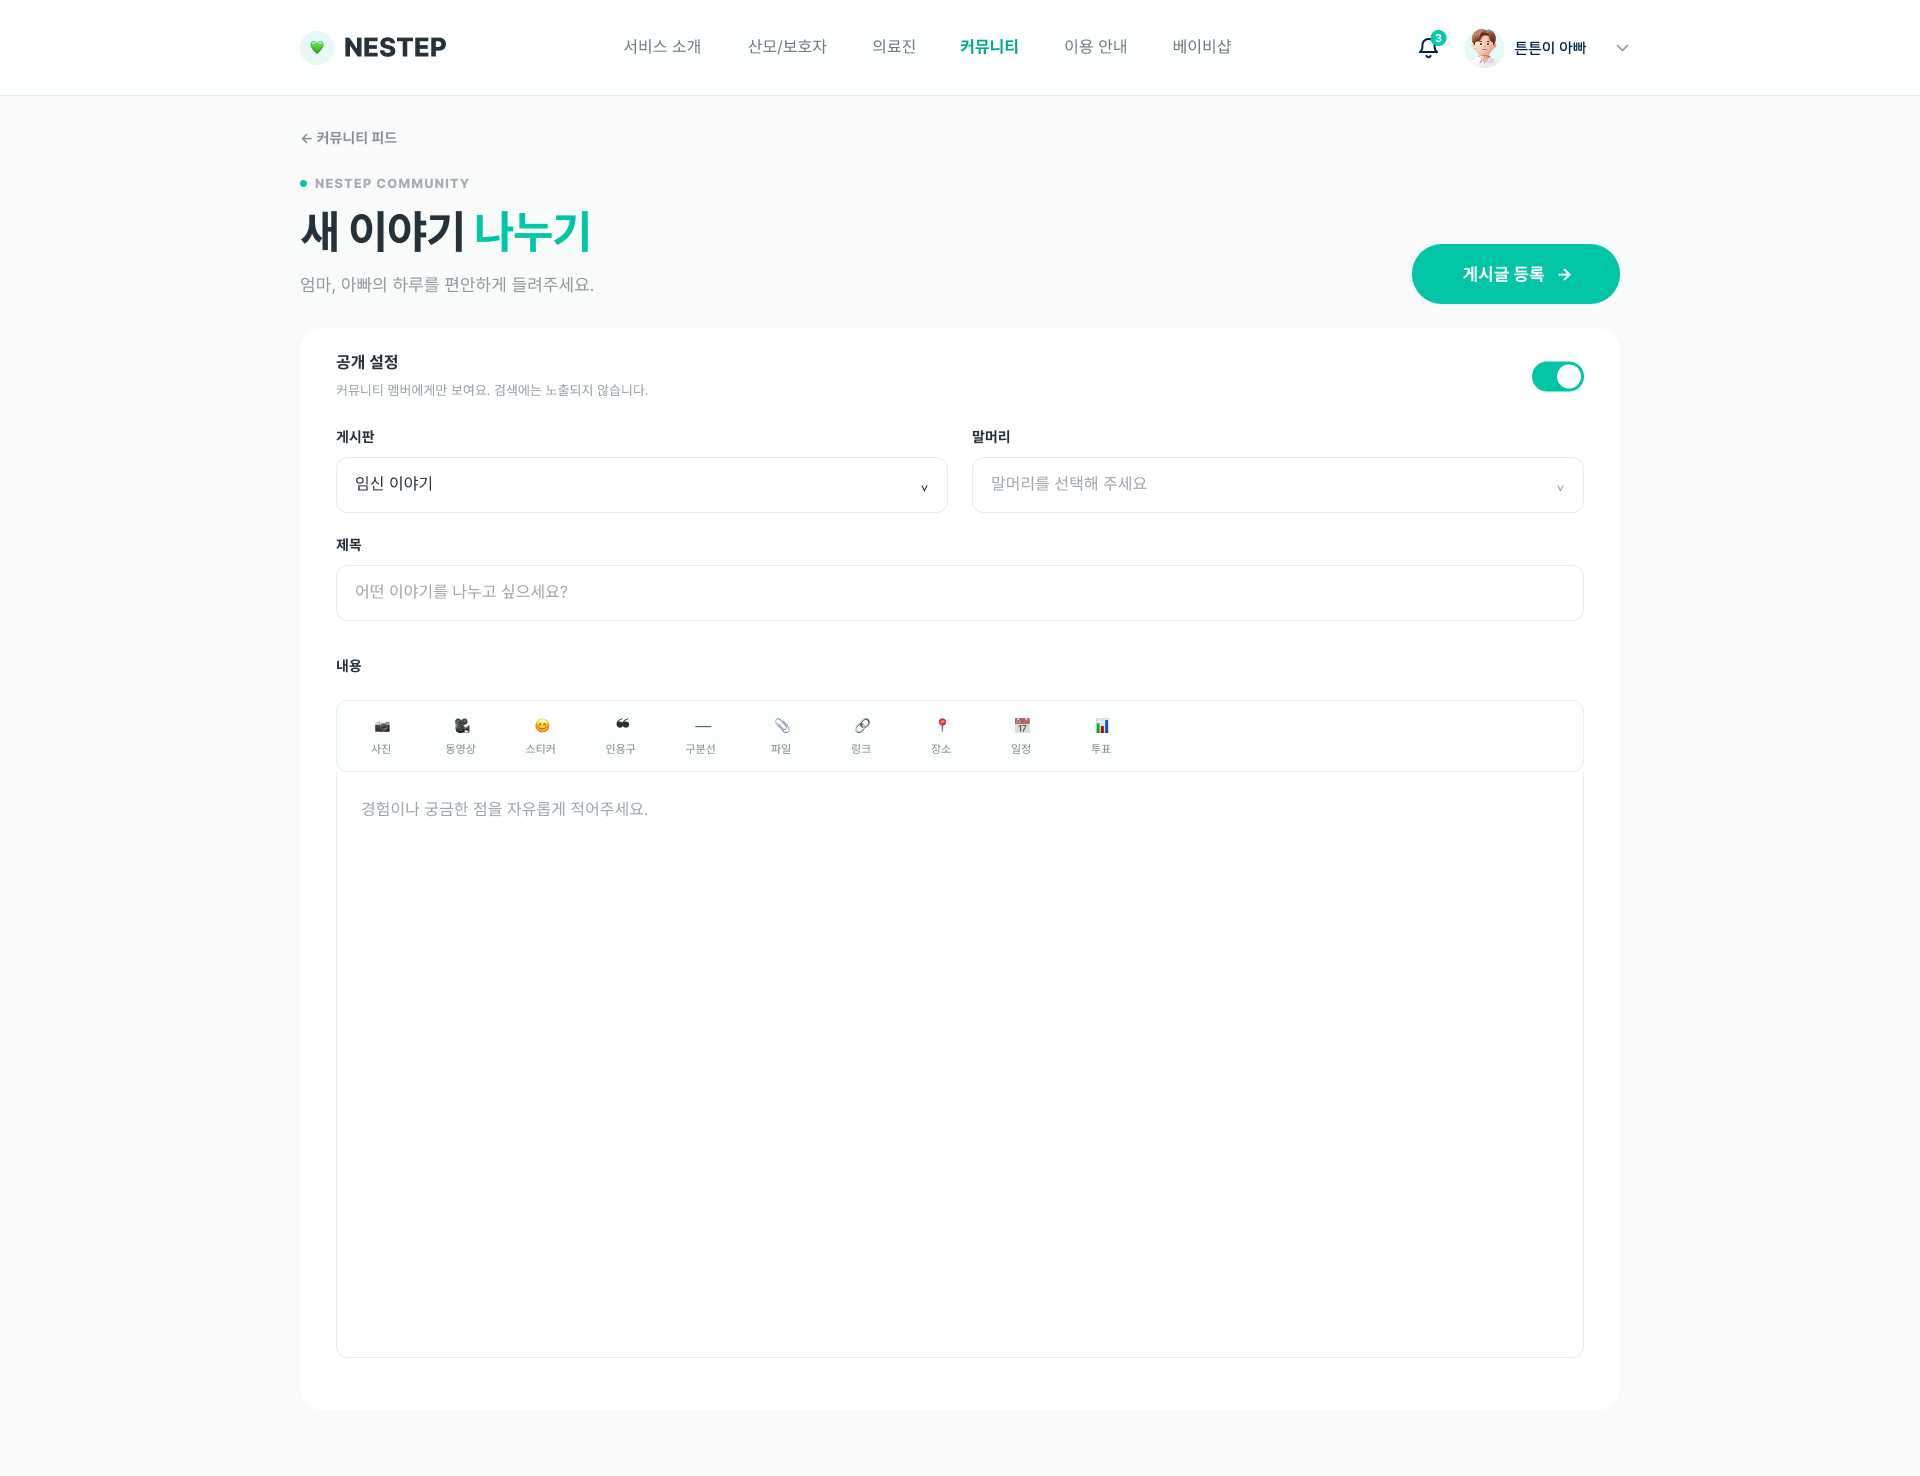 NESTEP
서비스 소개 산모/보호자 의료진 커뮤니티 이용 안내 베이비샵
3
튼튼이 아빠
← 커뮤니티 피드
NESTEP COMMUNITY
새 이야기 나누기
엄마, 아빠의 하루를 편안하게 들려주세요.
게시글 등록 →
공개 설정
커뮤니티 멤버에게만 보여요. 검색에는 노출되지 않습니다.
게시판
임신 이야기
말머리
말머리를 선택해 주세요
제목
어떤 이야기를 나누고 싶으세요?
내용
사진 동영상 스티커 인용구 구분선 파일 링크 장소 일정 투표
경험이나 궁금한 점을 자유롭게 적어주세요.